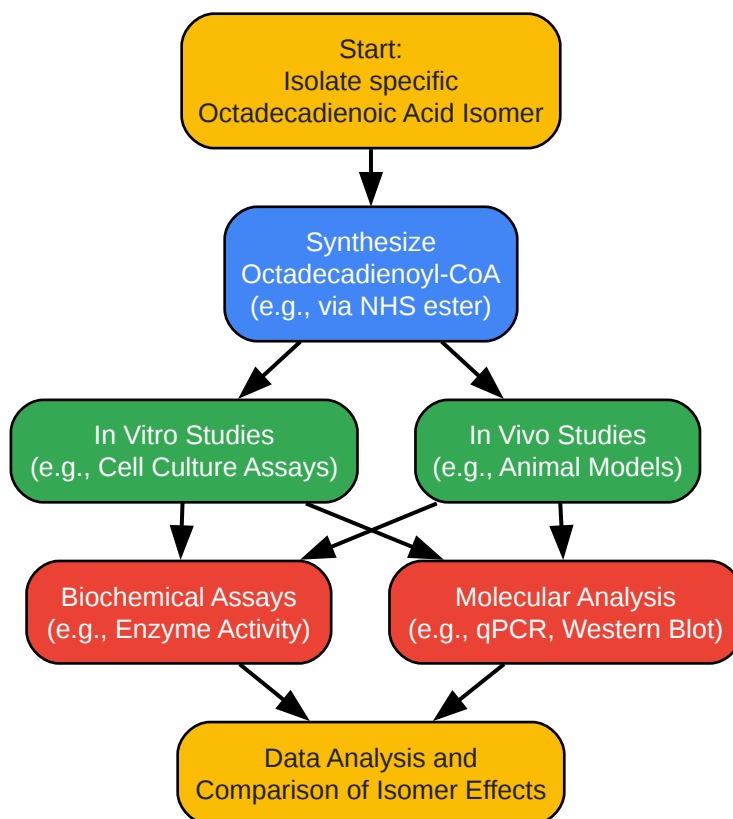 Start:
Isolate specific
Octadecadienoic Acid Isomer
Synthesize
Octadecadienoyl-CoA
(e.g., via NHS ester)
In Vitro Studies
(e.g., Cell Culture Assays)
In Vivo Studies
(e.g., Animal Models)
Biochemical Assays
(e.g., Enzyme Activity)
Molecular Analysis
(e.g., qPCR, Western Blot)
Data Analysis and
Comparison of Isomer Effects